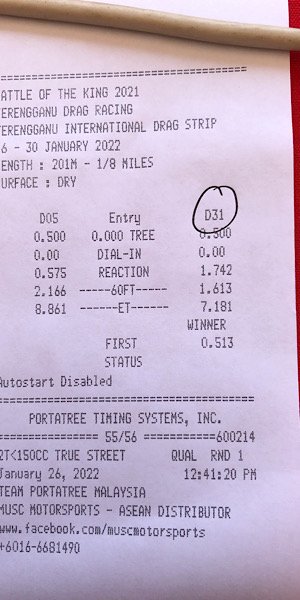 ATTLE OF THE KING 2021
ERENGGANU DRAG RACING
ERENGGANU INTERNATIONAL DRAG STRIP
6 - 30 JANUARY 2022
ENGTH : 201M - 1/8 MILES
URFACE : DRY
D05 Entry D31
0.500 0.000 TREE 0.500
0.00 DIAL-IN 0.00
0.575 REACTION 1.742
2.166 ------60FT----- 1.613
8.861 ------ET----- 7.181
WINNER
FIRST 0.513
STATUS
Autostart Disabled
PORTATREE TIMING SYSTEMS, INC.
================ 55/56 ============600214
2T<150CC TRUE STREET QUAL RND 1
January 26, 2022 12:41:20 PM
TEAM PORTATREE MALAYSIA
MUSC MOTORSPORTS - ASEAN DISTRIBUTOR
www.facebook.com/muscmotorsports
+6016-6681490